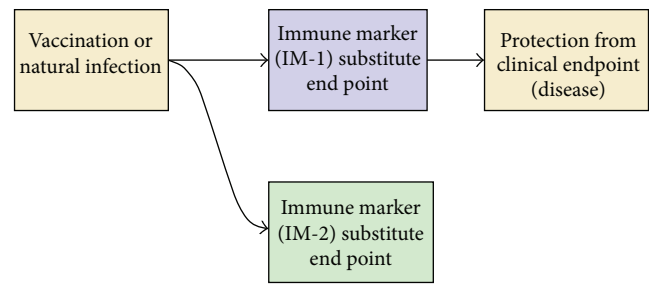 Vaccination or
natural infection
Immune marker
(IM-1) substitute
end point
Protection from
clinical endpoint
(disease)
Immune marker
(IM-2) substitute
end point